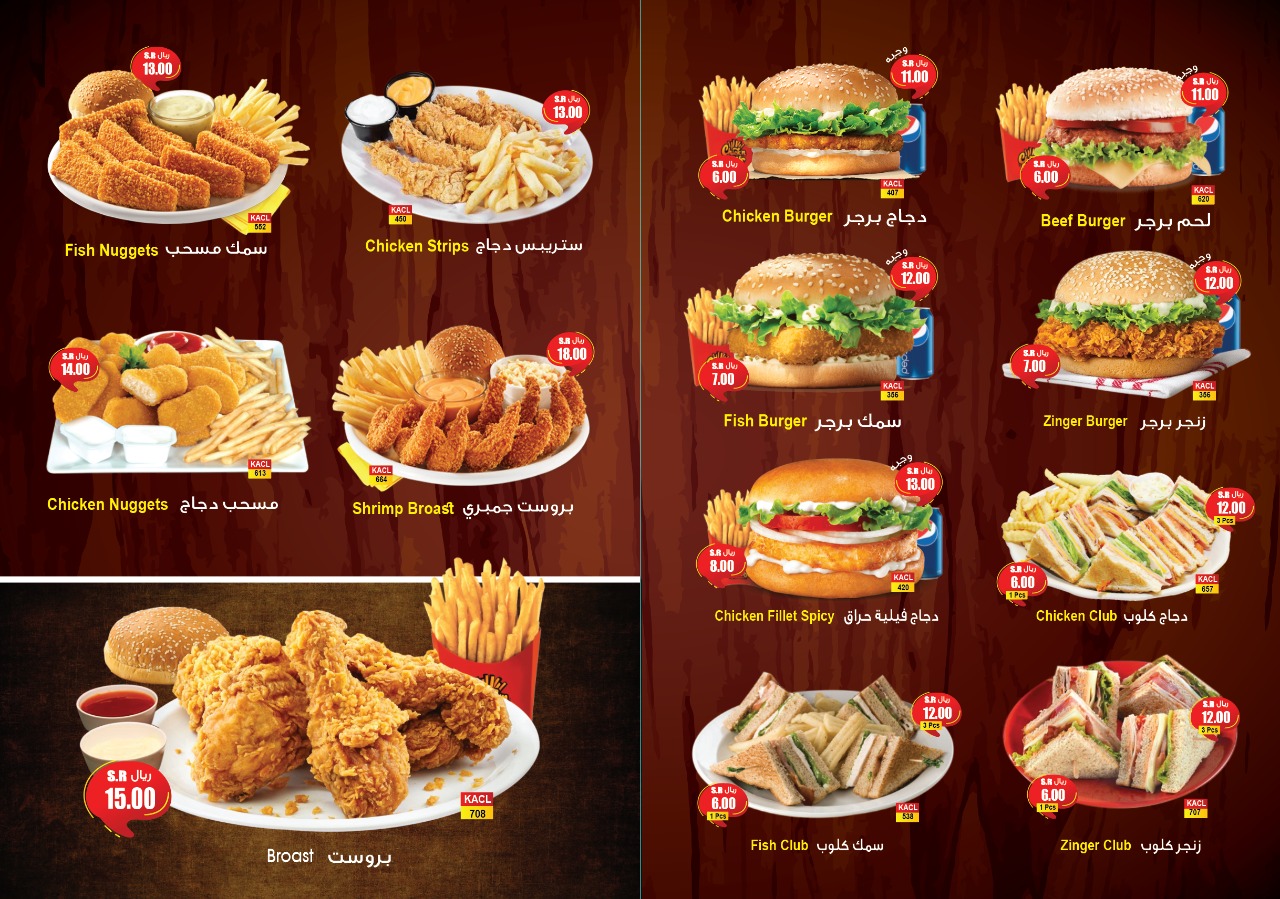 S.R ريال
13.00
KACL
552
Fish Nuggets سمك مسحب
S.R ريال
13.00
KACL
450
Chicken Strips ستريبس دجاج
S.R ريال
14.00
KACL
613
Chicken Nuggets مسحب دجاج
S.R ريال
18.00
KACL
664
Shrimp Broast بروست جمبري
S.R ريال
15.00
KACL
708
Broast بروست
وجبه
S.R ريال
11.00
S.R ريال
6.00
KACL
407
Chicken Burger دجاج برجر
وجبه
S.R ريال
11.00
S.R ريال
6.00
KACL
620
Beef Burger لحم برجر
وجبه
S.R ريال
12.00
S.R ريال
7.00
pepsi
KACL
356
Fish Burger سمك برجر
وجبه
S.R ريال
12.00
S.R ريال
7.00
KACL
356
Zinger Burger زنجر برجر
وجبه
S.R ريال
13.00
S.R ريال
8.00
KACL
420
Chicken Fillet Spicy دجاج فيلية حراق
S.R ريال
12.00
3 Pcs
S.R ريال
6.00
1 Pcs
KACL
657
Chicken Club دجاج كلوب
S.R ريال
12.00
3 Pcs
S.R ريال
6.00
1 Pcs
KACL
538
Fish Club سمك كلوب
S.R ريال
12.00
3 Pcs
S.R ريال
6.00
1 Pcs
KACL
707
Zinger Club زنجر كلوب